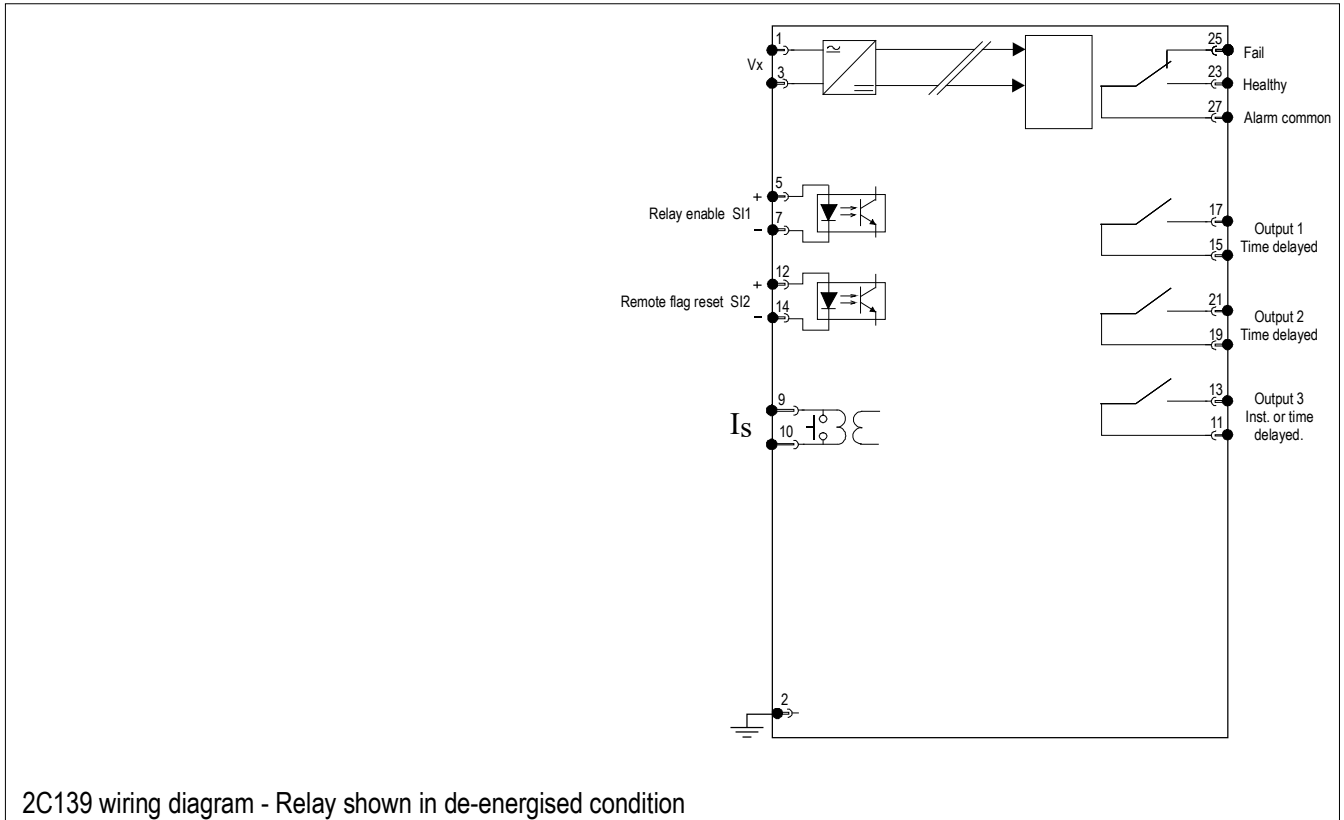 1
Vx
3
25
Fail
23
Healthy
27
Alarm common
5
+
Relay enable SI1
7
–
12
+
Remote flag reset SI2
14
–
9
Is
10
17
Output 1
15
Time delayed
21
Output 2
19
Time delayed
13
Output 3
Inst. or time
11
delayed.
2
2C139 wiring diagram - Relay shown in de-energised condition